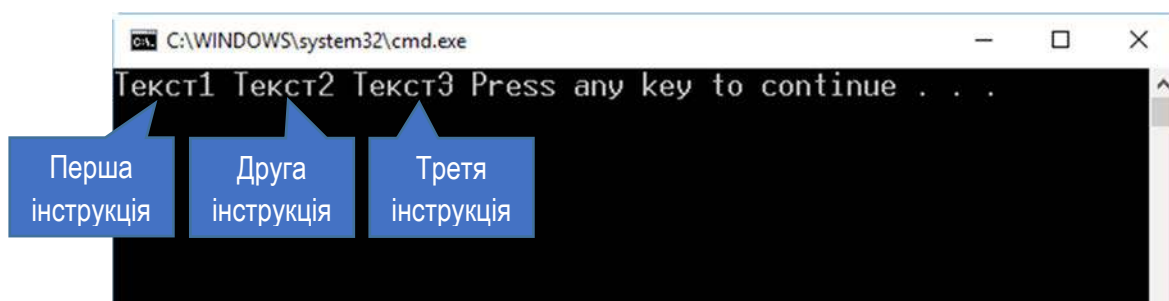 C:\WINDOWS\system32\cmd.exe
Текст1 Текст2 Текст3 Press any key to continue . . .
Перша
інструкція
Друга
інструкція
Третя
інструкція